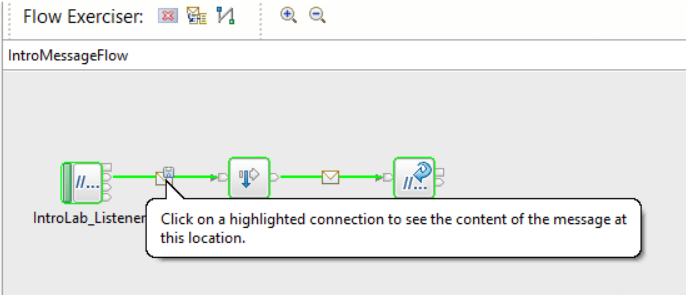 Flow Exerciser:
IntroMessageFlow
//...
//...
IntroLab_Listener
Click on a highlighted connection to see the content of the message at
this location.